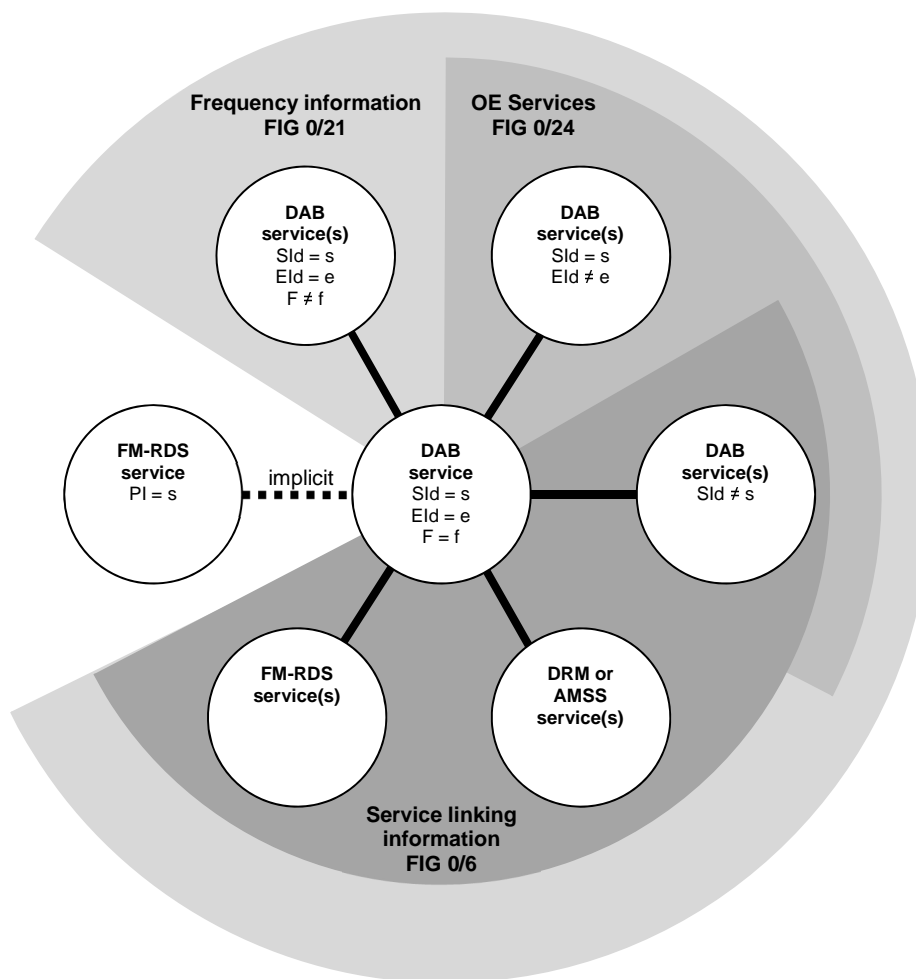 Frequency information
FIG 0/21
OE Services
FIG 0/24
DAB
service(s)
SId = s
EId = e
F ≠ f
DAB
service(s)
SId = s
EId ≠ e
FM-RDS
service
PI = s
implicit
DAB
service
SId = s
EId = e
F = f
DAB
service(s)
SId ≠ s
FM-RDS
service(s)
DRM or
AMSS
service(s)
Service linking
information
FIG 0/6